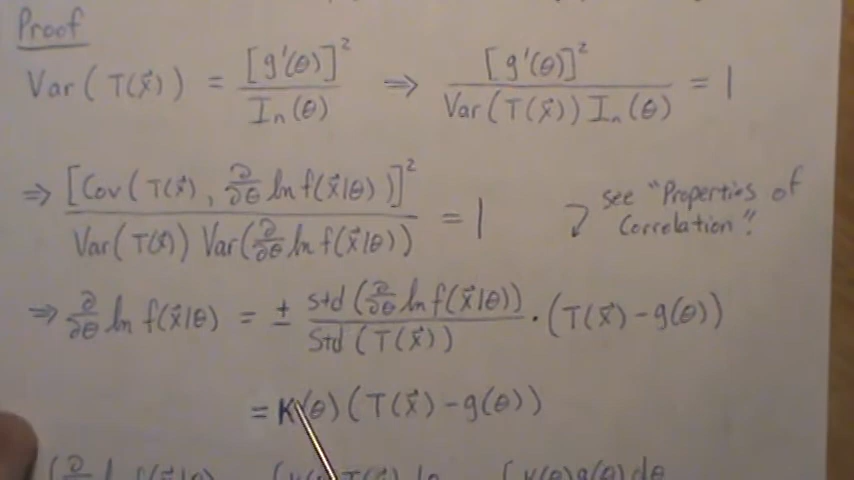 Proof
Var(T(x⃗)) = [g'(θ)]² / Iₙ(θ) ⇒ [g'(θ)]² / Var(T(x⃗)) Iₙ(θ) = 1
⇒ [Cov(T(x⃗), ∂/∂θ ln f(x⃗|θ))]² / Var(T(x⃗)) Var(∂/∂θ ln f(x⃗|θ)) = 1
see "Properties of
Correlation".
⇒ ∂/∂θ ln f(x⃗|θ) = ± Std(∂/∂θ ln f(x⃗|θ)) / Std(T(x⃗)) · (T(x⃗) - g(θ))
= K(θ)(T(x⃗) - g(θ))